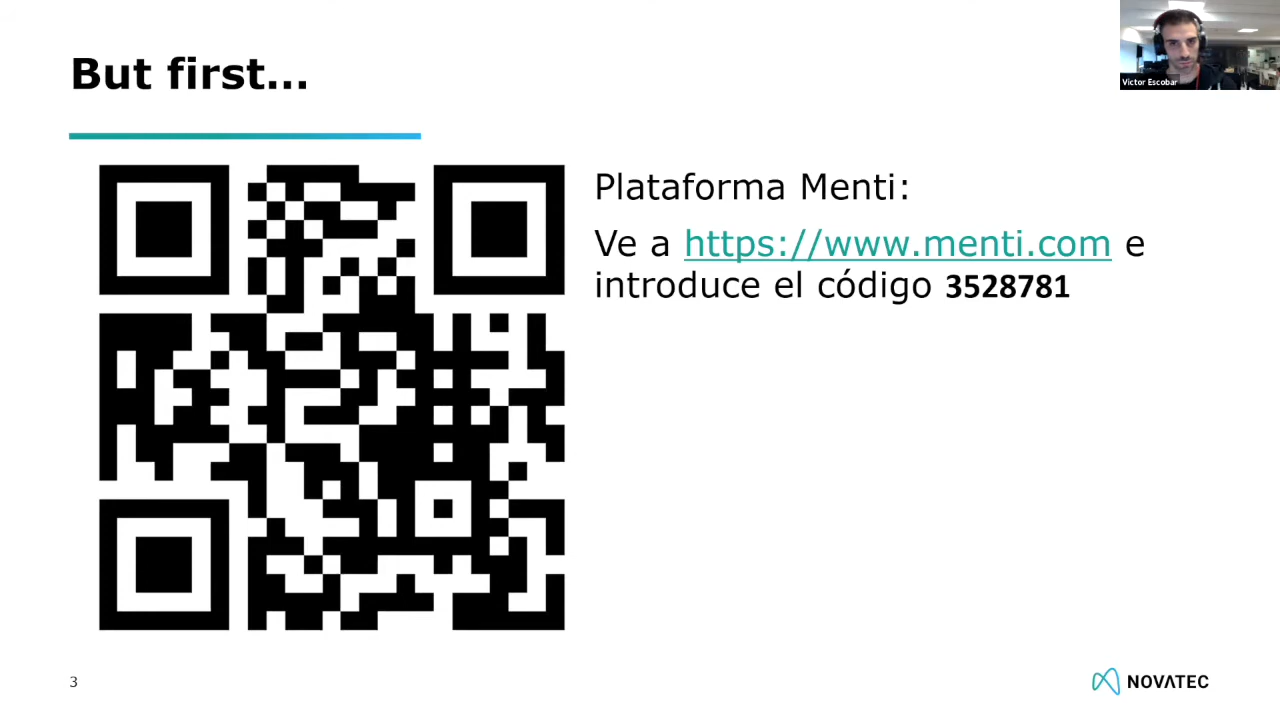 But first...
Victor Escobar
Plataforma Menti:
Ve a https://www.menti.com e
introduce el código 3528781
3
NOVATEC